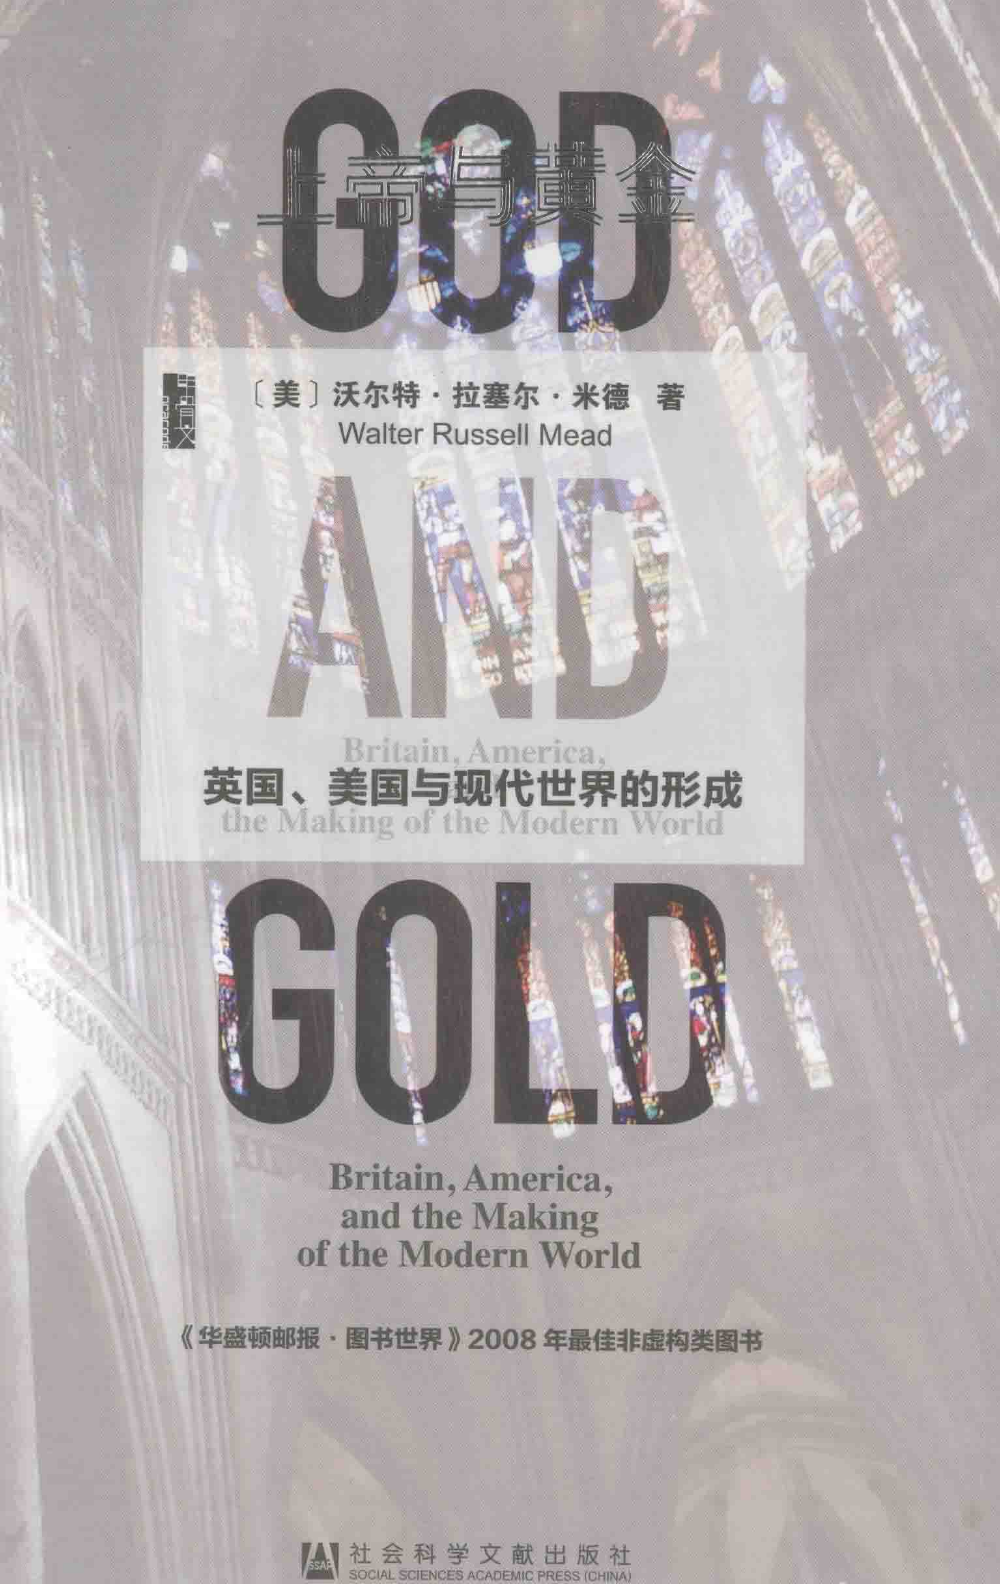 GOD
上帝与黄金
〔美〕沃尔特·拉塞尔·米德 著
Walter Russell Mead
AND
Britain, America,
英国、美国与现代世界的形成
the Making of the Modern World
GOLD
Britain, America,
and the Making
of the Modern World
《华盛顿邮报·图书世界》2008年最佳非虚构类图书
SSAP
社会科学文献出版社
SOCIAL SCIENCES ACADEMIC PRESS (CHINA)